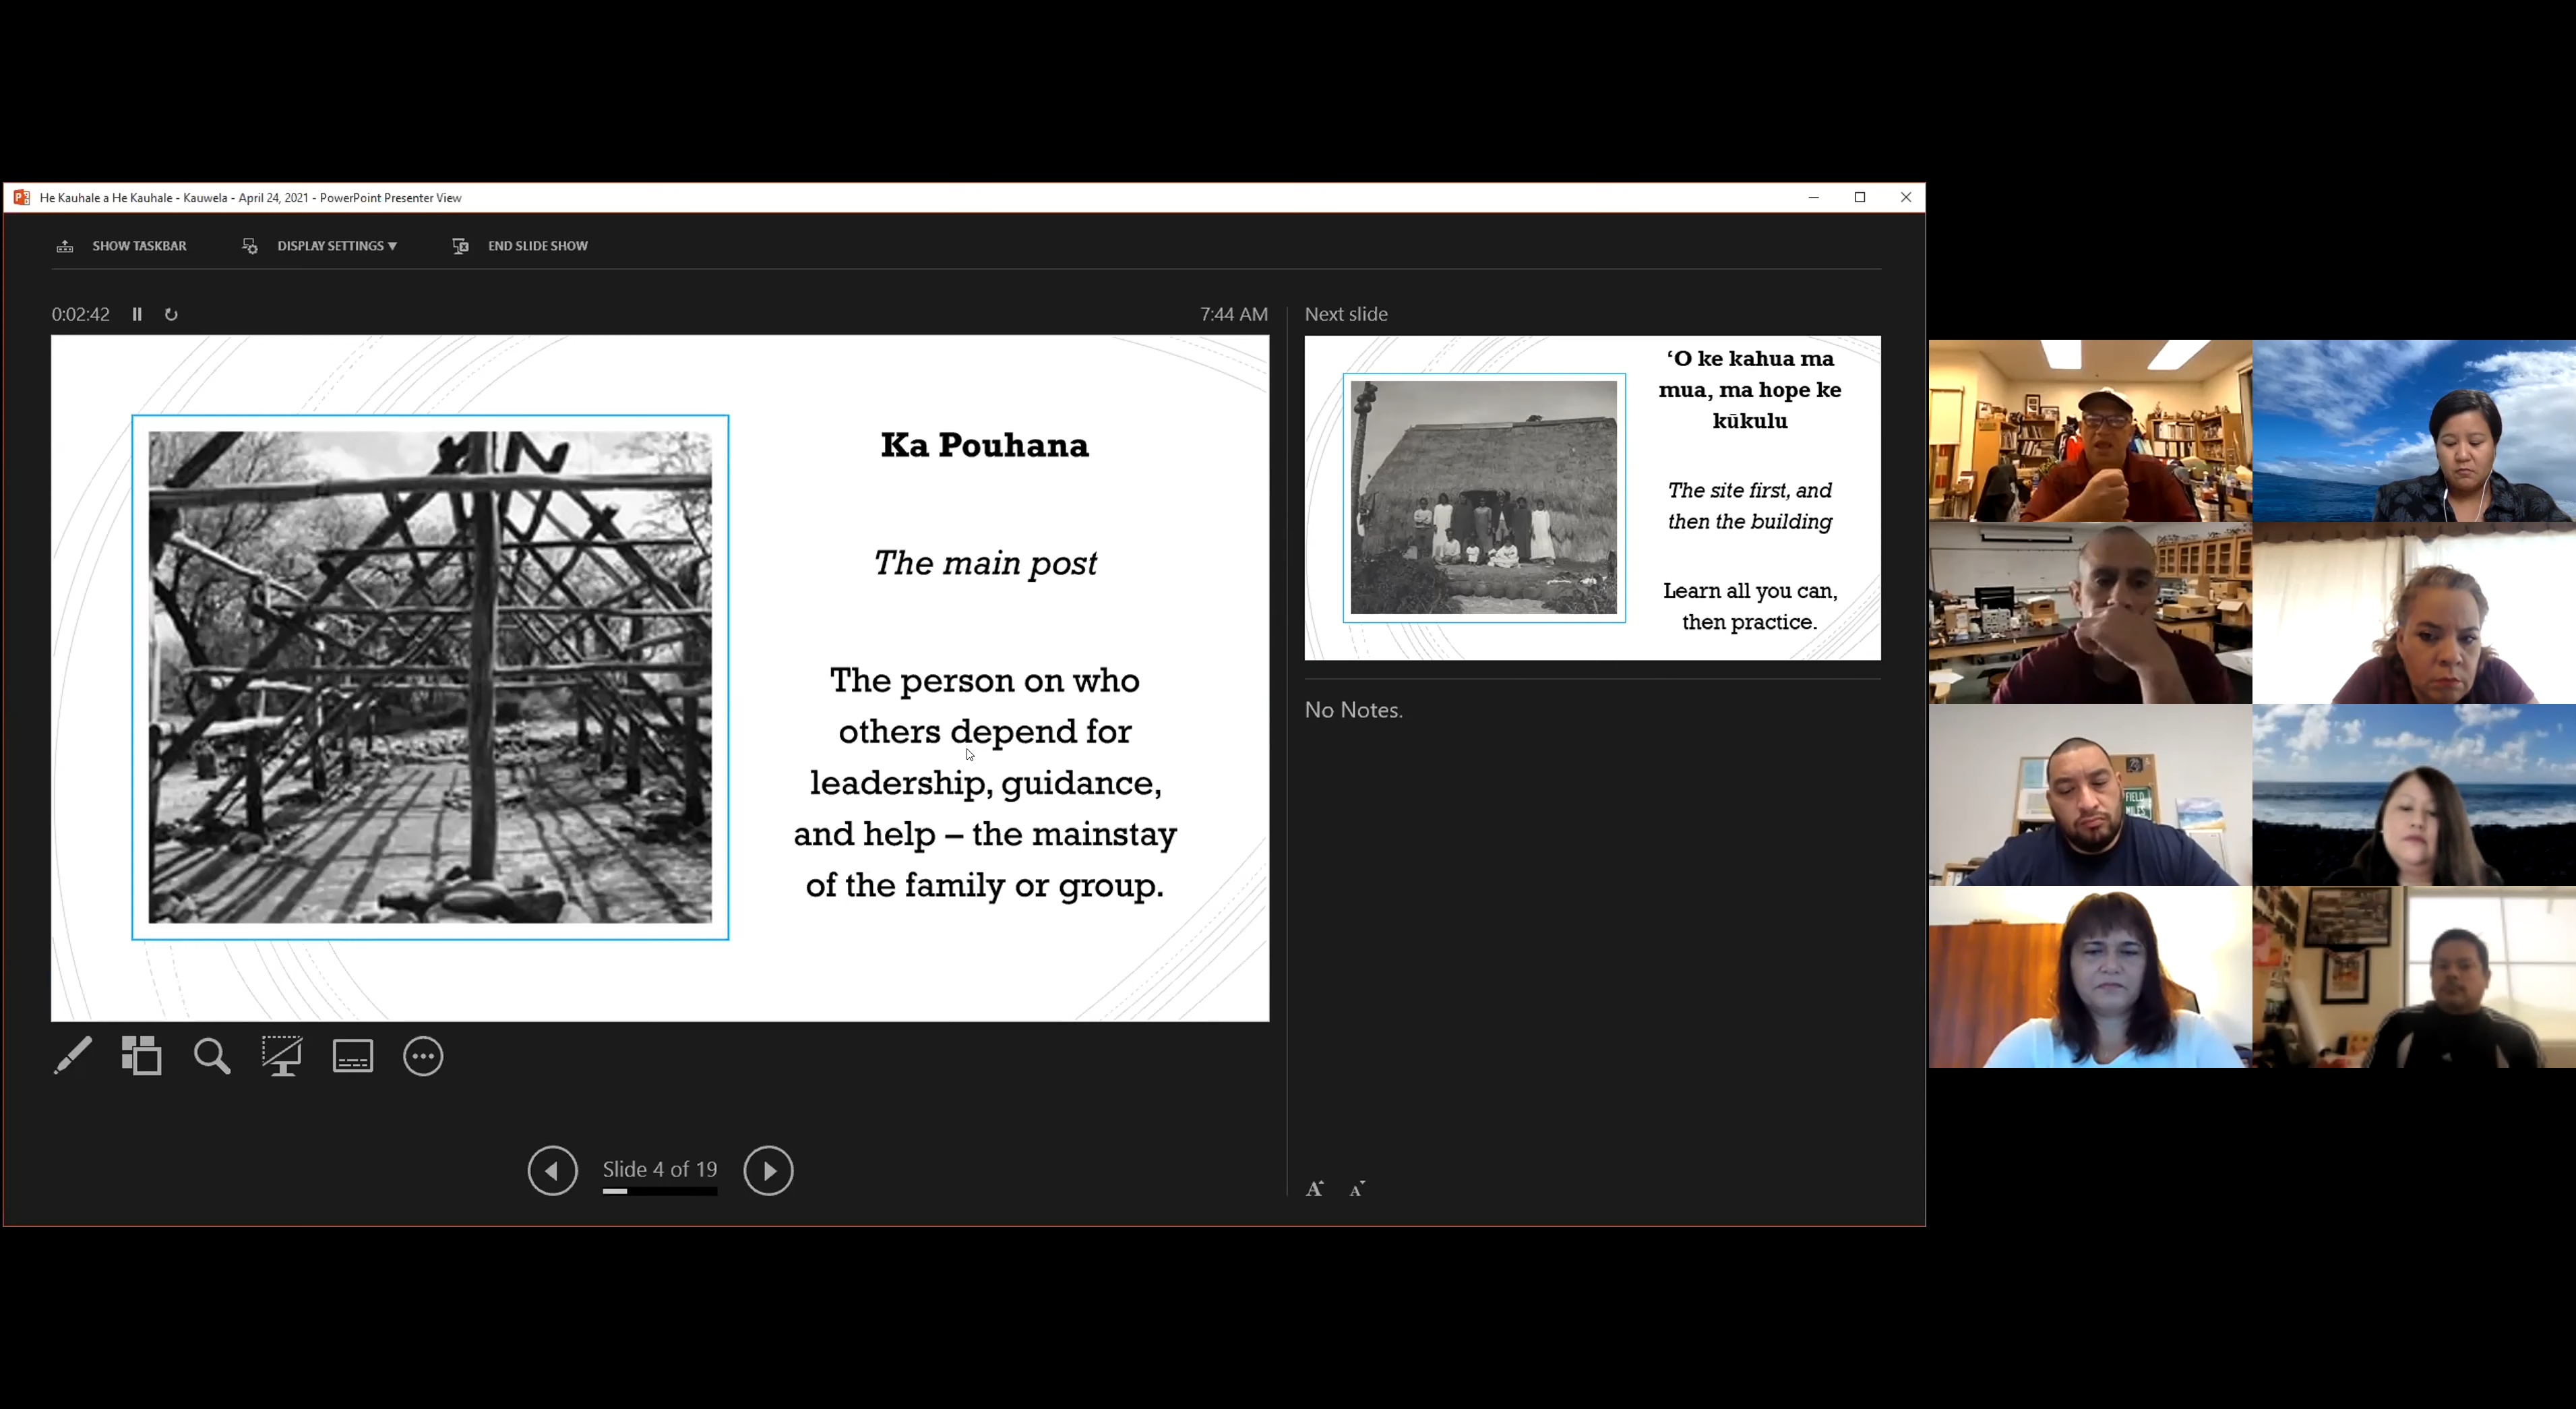 He Kauhale a He Kauhale - Kauwela - April 24, 2021 - PowerPoint Presenter View
SHOW TASKBAR
DISPLAY SETTINGS ▼
END SLIDE SHOW
0:02:42
7:44 AM
Ka Pouhana
The main post
The person on who
others depend for
leadership, guidance,
and help – the mainstay
of the family or group.
Slide 4 of 19
Next slide
ʻO ke kahua ma
mua, ma hope ke
kūkulu
The site first, and
then the building
Learn all you can,
then practice.
No Notes.
A
A
FIELD